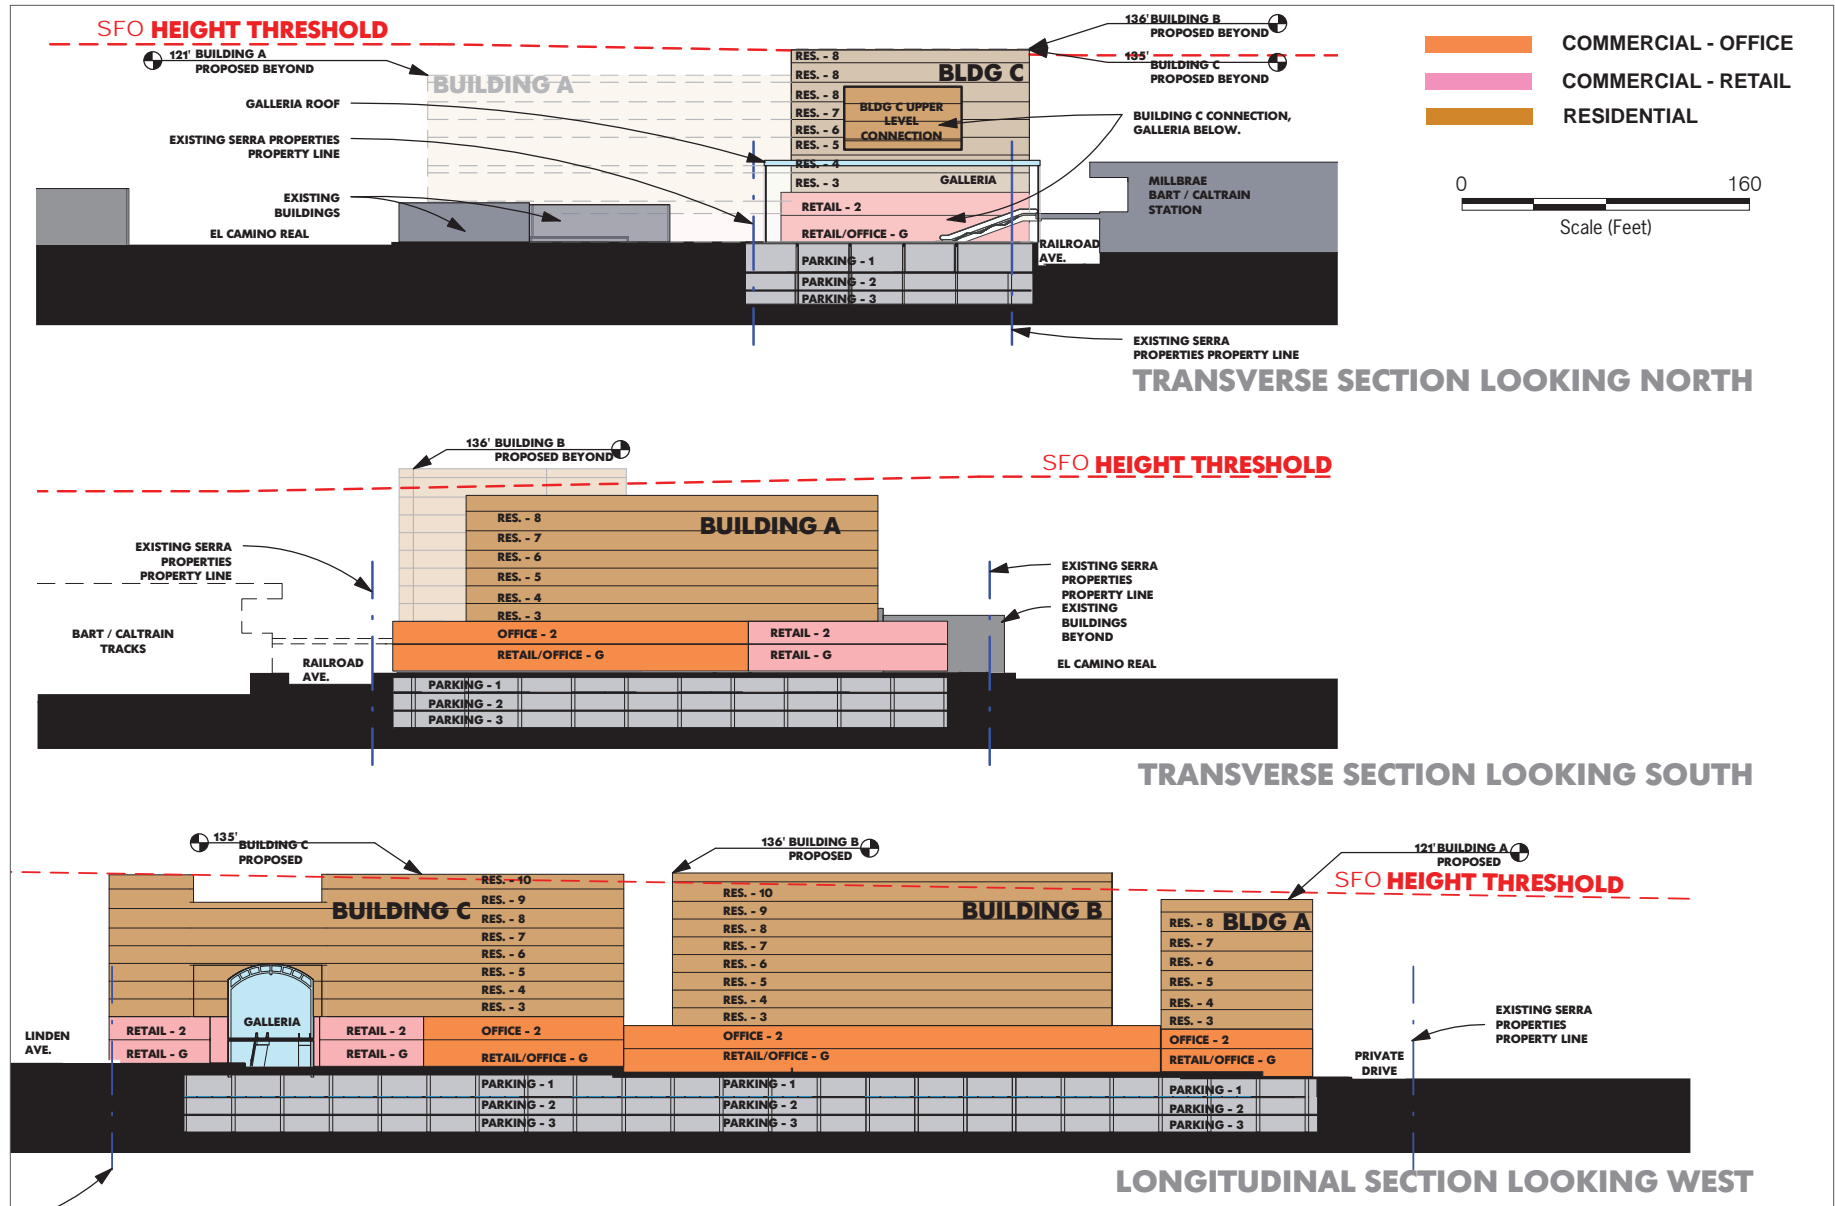 SFO HEIGHT THRESHOLD
121' BUILDING A
PROPOSED BEYOND
BUILDING A
GALLERIA ROOF
EXISTING SERRA PROPERTIES
PROPERTY LINE
EXISTING
BUILDINGS
EL CAMINO REAL
136' BUILDING B
PROPOSED BEYOND
135'
BUILDING C
PROPOSED BEYOND
RES. - 8
RES. - 8
BLDG C
RES. - 8
RES. - 7
RES. - 6
RES. - 5
RES. - 4
RES. - 3
BLDG C UPPER
LEVEL
CONNECTION
GALLERIA
RETAIL - 2
RETAIL/OFFICE - G
PARKING - 1
PARKING - 2
PARKING - 3
BUILDING C CONNECTION,
GALLERIA BELOW.
MILLBRAE
BART / CALTRAIN
STATION
RAILROAD
AVE.
EXISTING SERRA
PROPERTIES PROPERTY LINE
COMMERCIAL - OFFICE
COMMERCIAL - RETAIL
RESIDENTIAL
0 160
Scale (Feet)
TRANSVERSE SECTION LOOKING NORTH
136' BUILDING B
PROPOSED BEYOND
SFO HEIGHT THRESHOLD
EXISTING SERRA
PROPERTIES
PROPERTY LINE
BART / CALTRAIN
TRACKS
RAILROAD
AVE.
BUILDING A
RES. - 8
RES. - 7
RES. - 6
RES. - 5
RES. - 4
RES. - 3
OFFICE - 2
RETAIL/OFFICE - G
RETAIL - 2
RETAIL - G
PARKING - 1
PARKING - 2
PARKING - 3
EXISTING SERRA
PROPERTIES
PROPERTY LINE
EXISTING
BUILDINGS
BEYOND
EL CAMINO REAL
TRANSVERSE SECTION LOOKING SOUTH
135'
BUILDING C
PROPOSED
136' BUILDING B
PROPOSED
121' BUILDING A
PROPOSED
SFO HEIGHT THRESHOLD
BUILDING C
RES. - 10
RES. - 9
RES. - 8
RES. - 7
RES. - 6
RES. - 5
RES. - 4
RES. - 3
GALLERIA
RETAIL - 2
RETAIL - G
RETAIL - 2
RETAIL - G
OFFICE - 2
RETAIL/OFFICE - G
LINDEN
AVE.
BUILDING B
RES. - 10
RES. - 9
RES. - 8
RES. - 7
RES. - 6
RES. - 5
RES. - 4
RES. - 3
OFFICE - 2
RETAIL/OFFICE - G
BLDG A
RES. - 8
RES. - 7
RES. - 6
RES. - 5
RES. - 4
RES. - 3
OFFICE - 2
RETAIL/OFFICE - G
PARKING - 1
PARKING - 2
PARKING - 3
PARKING - 1
PARKING - 2
PARKING - 3
PARKING - 1
PARKING - 2
PARKING - 3
PRIVATE
DRIVE
EXISTING SERRA
PROPERTIES
PROPERTY LINE
LONGITUDINAL SECTION LOOKING WEST